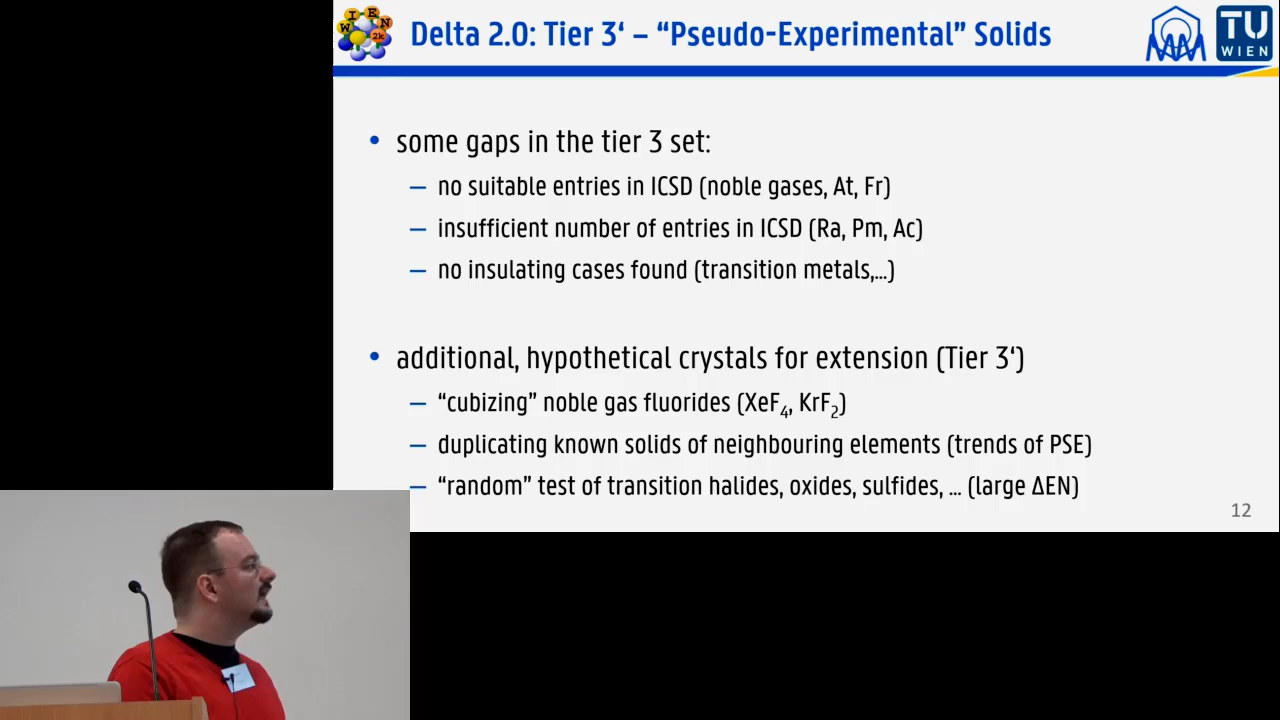 WIEN2k
Delta 2.0: Tier 3‘ – “Pseudo-Experimental” Solids
TU
WIEN
• some gaps in the tier 3 set:
– no suitable entries in ICSD (noble gases, At, Fr)
– insufficient number of entries in ICSD (Ra, Pm, Ac)
– no insulating cases found (transition metals,...)
• additional, hypothetical crystals for extension (Tier 3‘)
– “cubizing” noble gas fluorides (XeF₄, KrF₂)
– duplicating known solids of neighbouring elements (trends of PSE)
– “random” test of transition halides, oxides, sulfides, ... (large ΔEN)
12